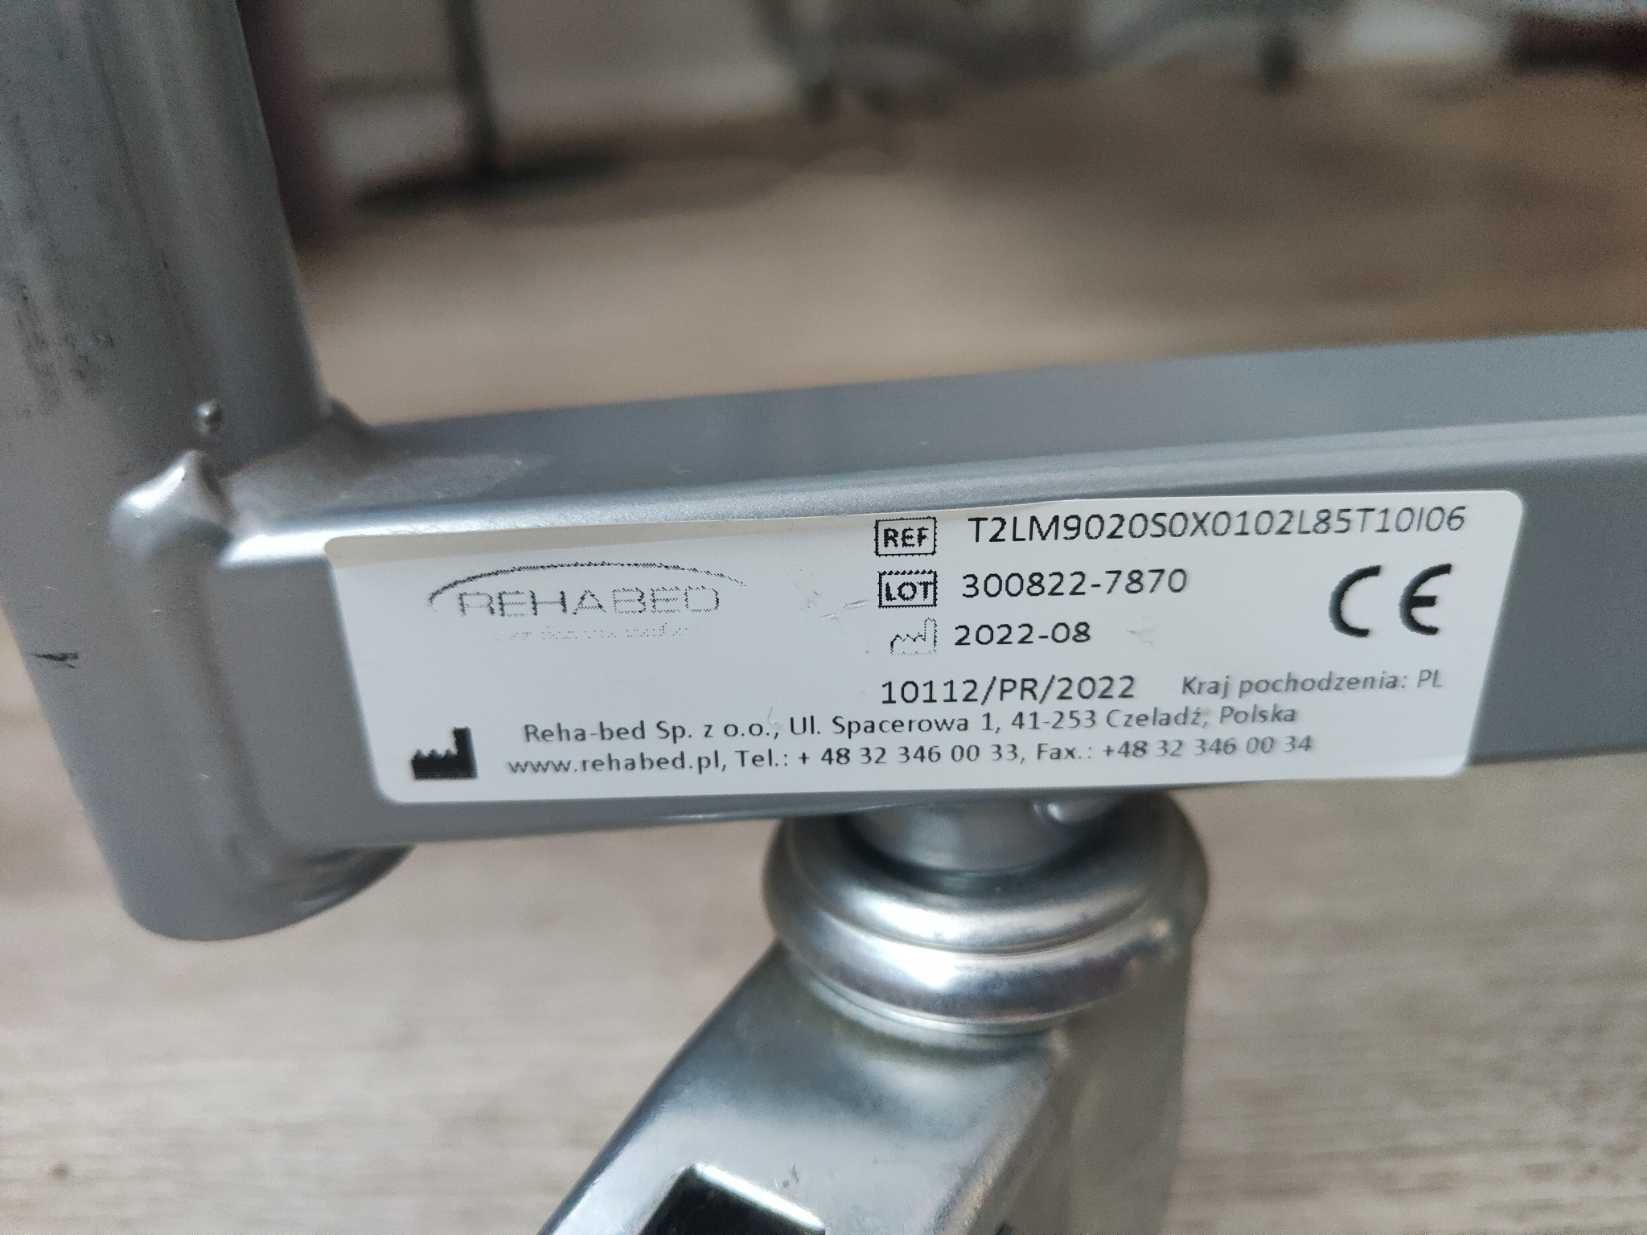 REF T2LM9020S0X0102L85T10I06
REHABED
LOT 300822-7870
2022-08
CE
10112/PR/2022 Kraj pochodzenia: PL
Reha-bed Sp. z o.o., Ul. Spacerowa 1, 41-253 Czeladź, Polska
www.rehabed.pl, Tel.: + 48 32 346 00 33, Fax.: +48 32 346 00 34